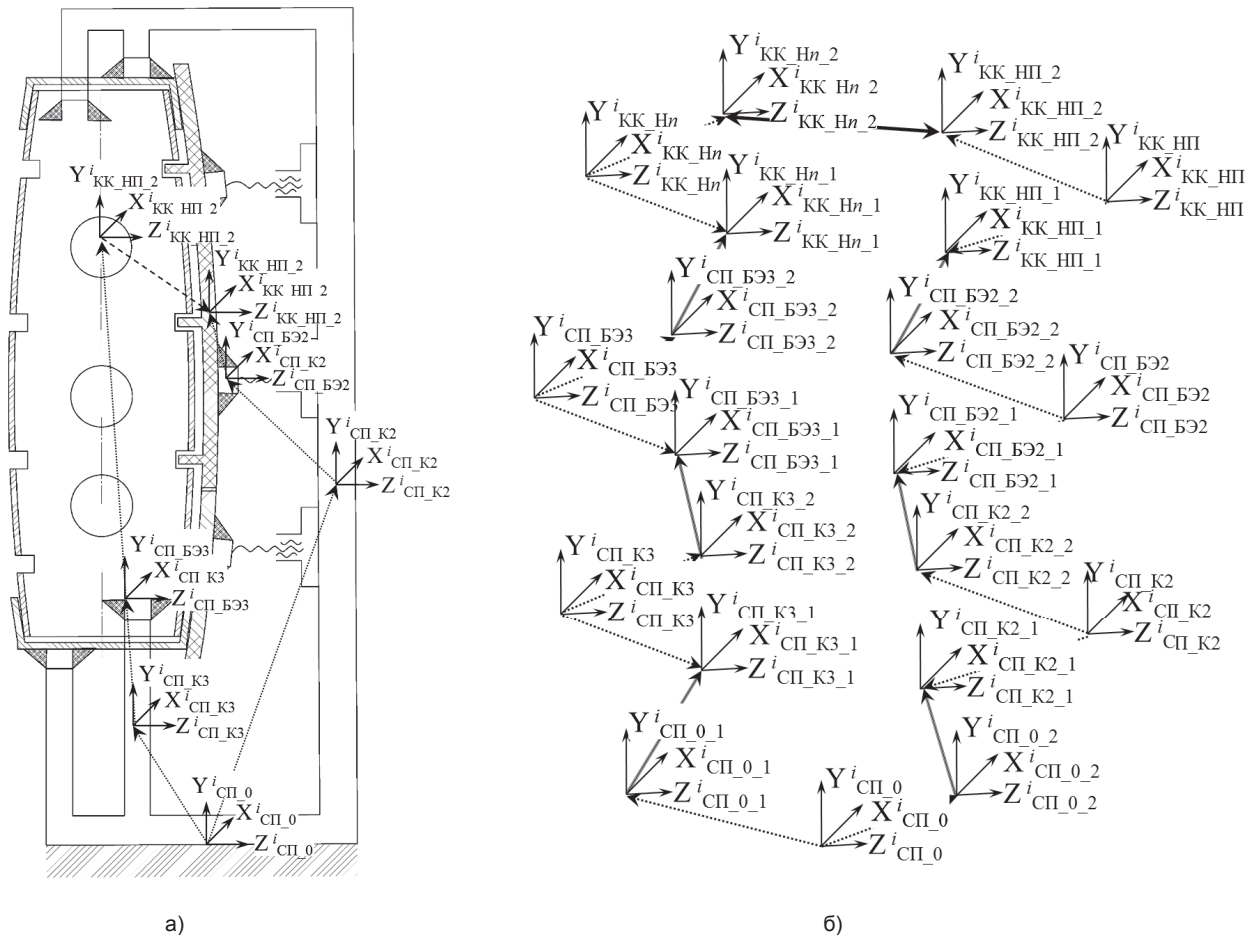 Y^i КК_НП_2
X^i КК_НП_2
Z^i КК_НП_2
Y^i КК_НП_2
X^i КК_НП_2
Z^i КК_НП_2
Y^i СП_БЭ2
X^i СП_К2
Z^i СП_БЭ2
Y^i СП_К2
X^i СП_К2
Z^i СП_К2
Y^i СП_БЭ3
X^i СП_К3
Z^i СП_БЭ3
Y^i СП_К3
X^i СП_К3
Z^i СП_К3
Y^i СП_0
X^i СП_0
Z^i СП_0
а)
Y^i КК_Нn_2
X^i КК_Нn_2
Z^i КК_Нn_2
Y^i КК_НП_2
X^i КК_НП_2
Z^i КК_НП_2
Y^i КК_Нn
X^i КК_Нn
Z^i КК_Нn
Y^i КК_НП
X^i КК_НП
Z^i КК_НП
Y^i КК_Нn_1
X^i КК_Нn_1
Z^i КК_Нn_1
Y^i КК_НП_1
X^i КК_НП_1
Z^i КК_НП_1
Y^i СП_БЭ3_2
X^i СП_БЭ3_2
Z^i СП_БЭ3_2
Y^i СП_БЭ2_2
X^i СП_БЭ2_2
Z^i СП_БЭ2_2
Y^i СП_БЭ3
X^i СП_БЭ3
Z^i СП_БЭ3
Y^i СП_БЭ2
X^i СП_БЭ2
Z^i СП_БЭ2
Y^i СП_БЭ3_1
X^i СП_БЭ3_1
Z^i СП_БЭ3_1
Y^i СП_БЭ2_1
X^i СП_БЭ2_1
Z^i СП_БЭ2_1
Y^i СП_К3_2
X^i СП_К3_2
Z^i СП_К3_2
Y^i СП_К2_2
X^i СП_К2_2
Z^i СП_К2_2
Y^i СП_К3
X^i СП_К3
Z^i СП_К3
Y^i СП_К2
X^i СП_К2
Z^i СП_К2
Y^i СП_К3_1
X^i СП_К3_1
Z^i СП_К3_1
Y^i СП_К2_1
X^i СП_К2_1
Z^i СП_К2_1
Y^i СП_0_1
X^i СП_0_1
Z^i СП_0_1
Y^i СП_0_2
X^i СП_0_2
Z^i СП_0_2
Y^i СП_0
X^i СП_0
Z^i СП_0
б)